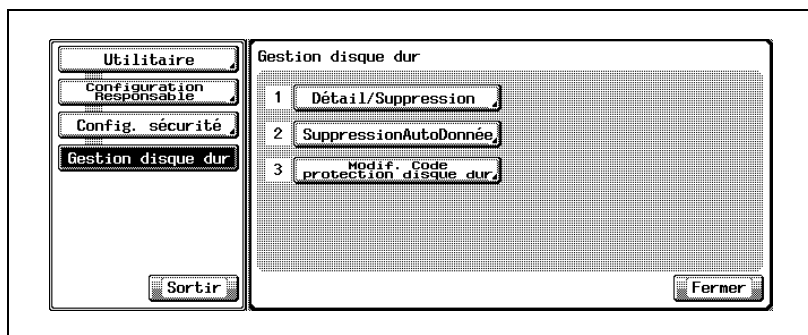 Utilitaire
Configuration
Responsable
Config. sécurité
Gestion disque dur
Sortir
Gestion disque dur
1 Détail/Suppression
2 SuppressionAutoDonnée
3 Modif. Code
protection disque dur
Fermer